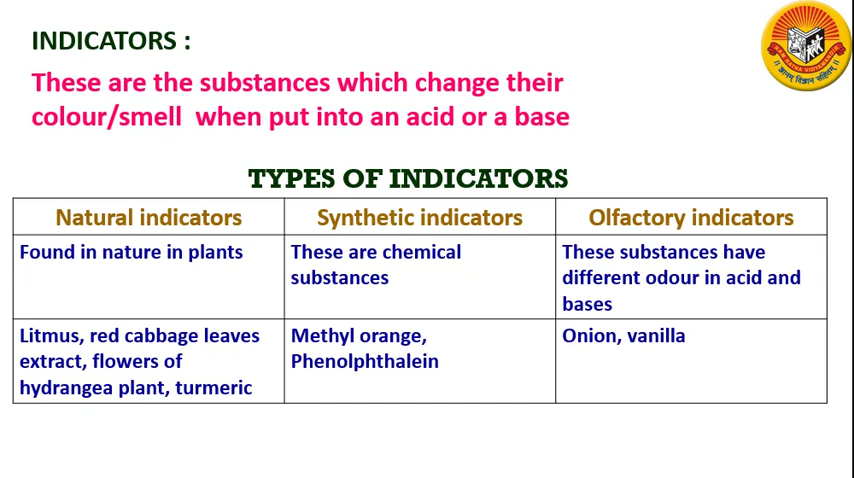 INDICATORS :
These are the substances which change their
colour/smell when put into an acid or a base
TYPES OF INDICATORS
Natural indicators
Synthetic indicators
Olfactory indicators
Found in nature in plants
These are chemical
substances
These substances have
different odour in acid and
bases
Litmus, red cabbage leaves
extract, flowers of
hydrangea plant, turmeric
Methyl orange,
Phenolphthalein
Onion, vanilla